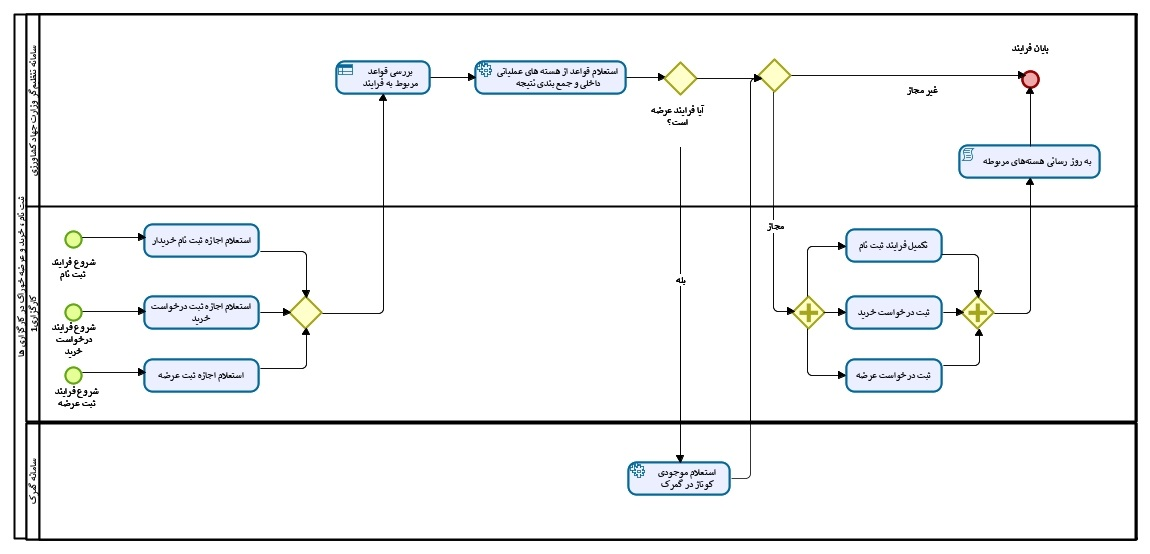 ثبت نام ، خرید و عرضه خوراک در کارگزاری ها
سامانه تنظیم‌گر وزارت جهاد کشاورزی
بررسی قواعد
مربوط به فرایند
استعلام قواعد از هسته های عملیاتی
داخلی و جمع بندی نتیجه
آیا فرایند عرضه
است؟
غیر مجاز
پایان فرایند
به روز رسانی هسته‌های مربوطه
مجاز
بله
کارگزاری1
شروع فرایند
ثبت نام
استعلام اجازه ثبت نام خریدار
شروع فرایند
درخواست
خرید
استعلام اجازه ثبت درخواست
خرید
شروع فرایند
ثبت عرضه
استعلام اجازه ثبت عرضه
تکمیل فرایند ثبت نام
ثبت درخواست خرید
ثبت درخواست عرضه
سامانه گمرک
استعلام موجودی
کوتاژ در گمرک